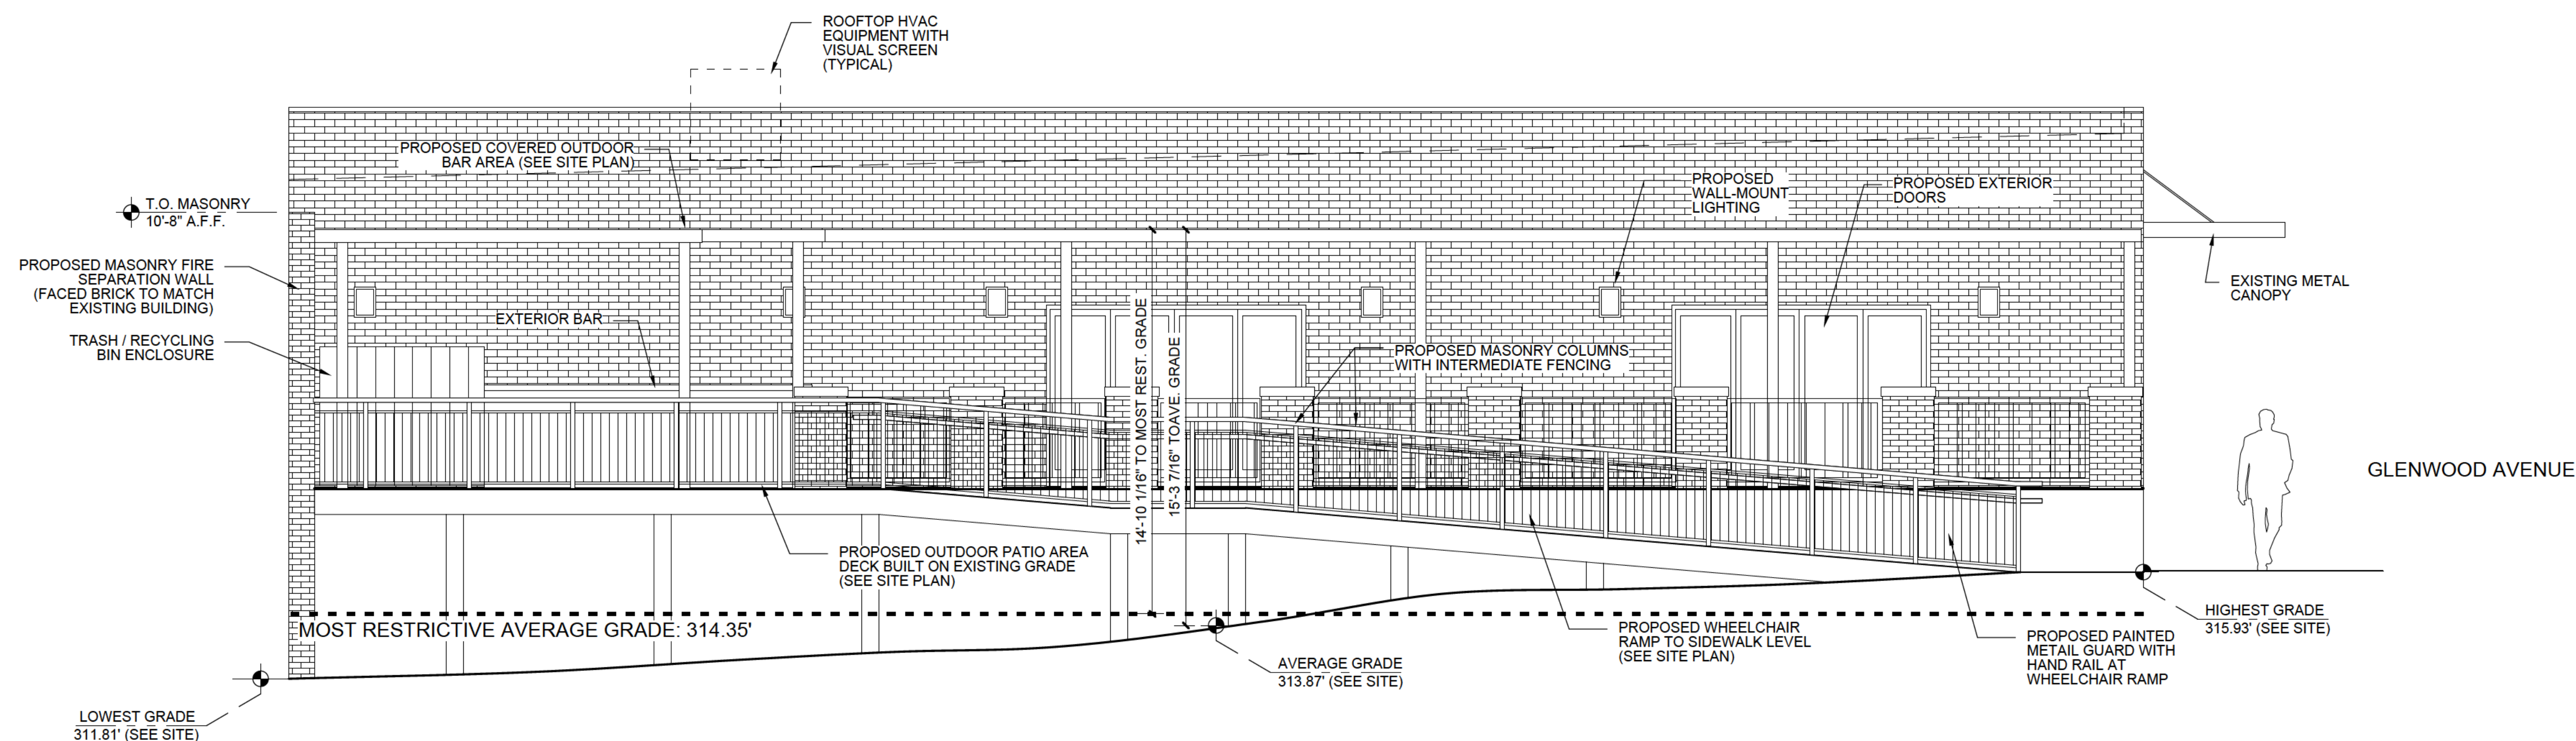 ROOFTOP HVAC
EQUIPMENT WITH
VISUAL SCREEN
(TYPICAL)
PROPOSED COVERED OUTDOOR
BAR AREA (SEE SITE PLAN)
T.O. MASONRY
10'-8" A.F.F.
PROPOSED
WALL-MOUNT
LIGHTING
PROPOSED EXTERIOR
DOORS
PROPOSED MASONRY FIRE
SEPARATION WALL
(FACED BRICK TO MATCH
EXISTING BUILDING)
EXISTING METAL
CANOPY
EXTERIOR BAR
TRASH / RECYCLING
BIN ENCLOSURE
14'-10 1/16" TO MOST REST. GRADE
15'-3 7/16" TOAVE. GRADE
PROPOSED MASONRY COLUMNS
WITH INTERMEDIATE FENCING
GLENWOOD AVENUE
PROPOSED OUTDOOR PATIO AREA
DECK BUILT ON EXISTING GRADE
(SEE SITE PLAN)
MOST RESTRICTIVE AVERAGE GRADE: 314.35'
PROPOSED WHEELCHAIR
RAMP TO SIDEWALK LEVEL
(SEE SITE PLAN)
HIGHEST GRADE
315.93' (SEE SITE)
PROPOSED PAINTED
METAIL GUARD WITH
HAND RAIL AT
WHEELCHAIR RAMP
AVERAGE GRADE
313.87' (SEE SITE)
LOWEST GRADE
311.81' (SEE SITE)